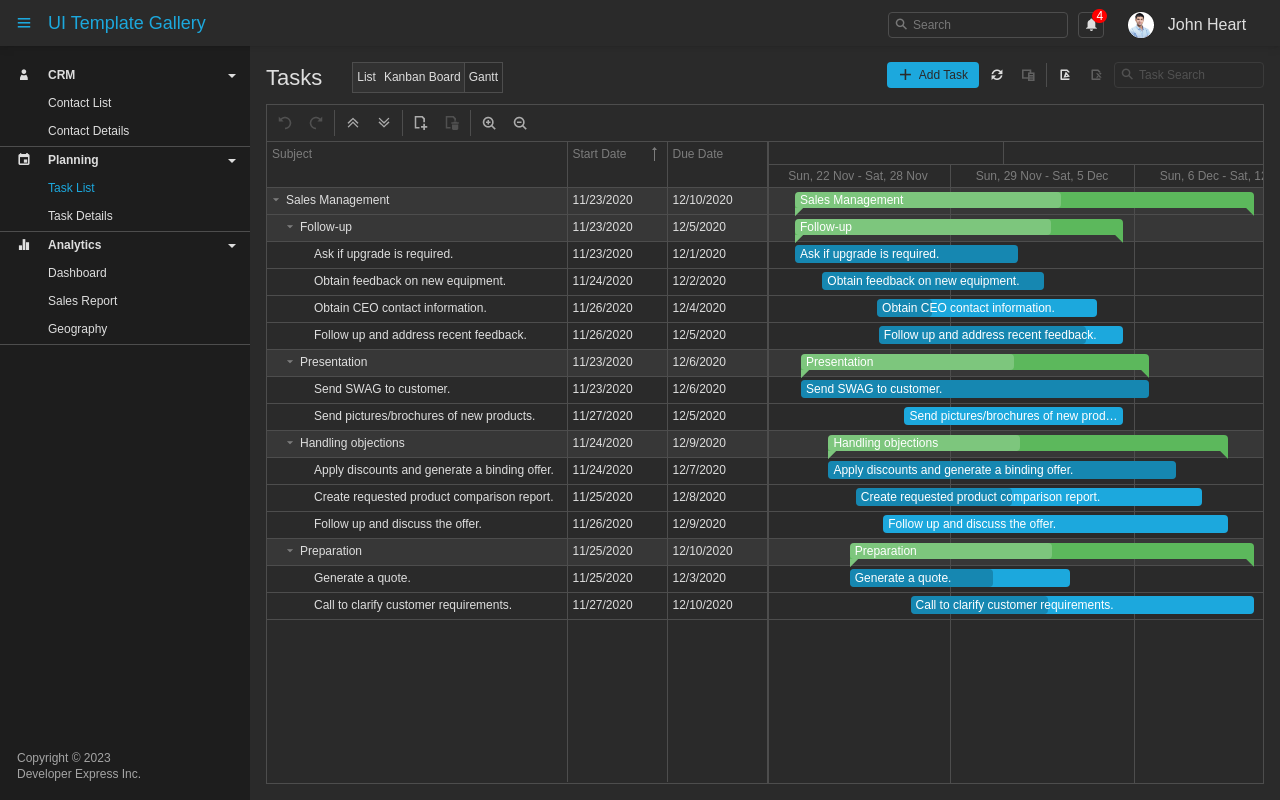 UI Template Gallery
Search
4
John Heart
CRM
Contact List
Contact Details
Planning
Task List
Task Details
Analytics
Dashboard
Sales Report
Geography
Copyright © 2023
Developer Express Inc.
Tasks
List Kanban Board Gantt
Add Task
Task Search
Subject Start Date Due Date
Sun, 22 Nov - Sat, 28 Nov Sun, 29 Nov - Sat, 5 Dec Sun, 6 Dec - Sat, 12
Sales Management 11/23/2020 12/10/2020 Sales Management
Follow-up 11/23/2020 12/5/2020 Follow-up
Ask if upgrade is required. 11/23/2020 12/1/2020 Ask if upgrade is required.
Obtain feedback on new equipment. 11/24/2020 12/2/2020 Obtain feedback on new equipment.
Obtain CEO contact information. 11/26/2020 12/4/2020 Obtain CEO contact information.
Follow up and address recent feedback. 11/26/2020 12/5/2020 Follow up and address recent feedback.
Presentation 11/23/2020 12/6/2020 Presentation
Send SWAG to customer. 11/23/2020 12/6/2020 Send SWAG to customer.
Send pictures/brochures of new products. 11/27/2020 12/5/2020 Send pictures/brochures of new prod…
Handling objections 11/24/2020 12/9/2020 Handling objections
Apply discounts and generate a binding offer. 11/24/2020 12/7/2020 Apply discounts and generate a binding offer.
Create requested product comparison report. 11/25/2020 12/8/2020 Create requested product comparison report.
Follow up and discuss the offer. 11/26/2020 12/9/2020 Follow up and discuss the offer.
Preparation 11/25/2020 12/10/2020 Preparation
Generate a quote. 11/25/2020 12/3/2020 Generate a quote.
Call to clarify customer requirements. 11/27/2020 12/10/2020 Call to clarify customer requirements.